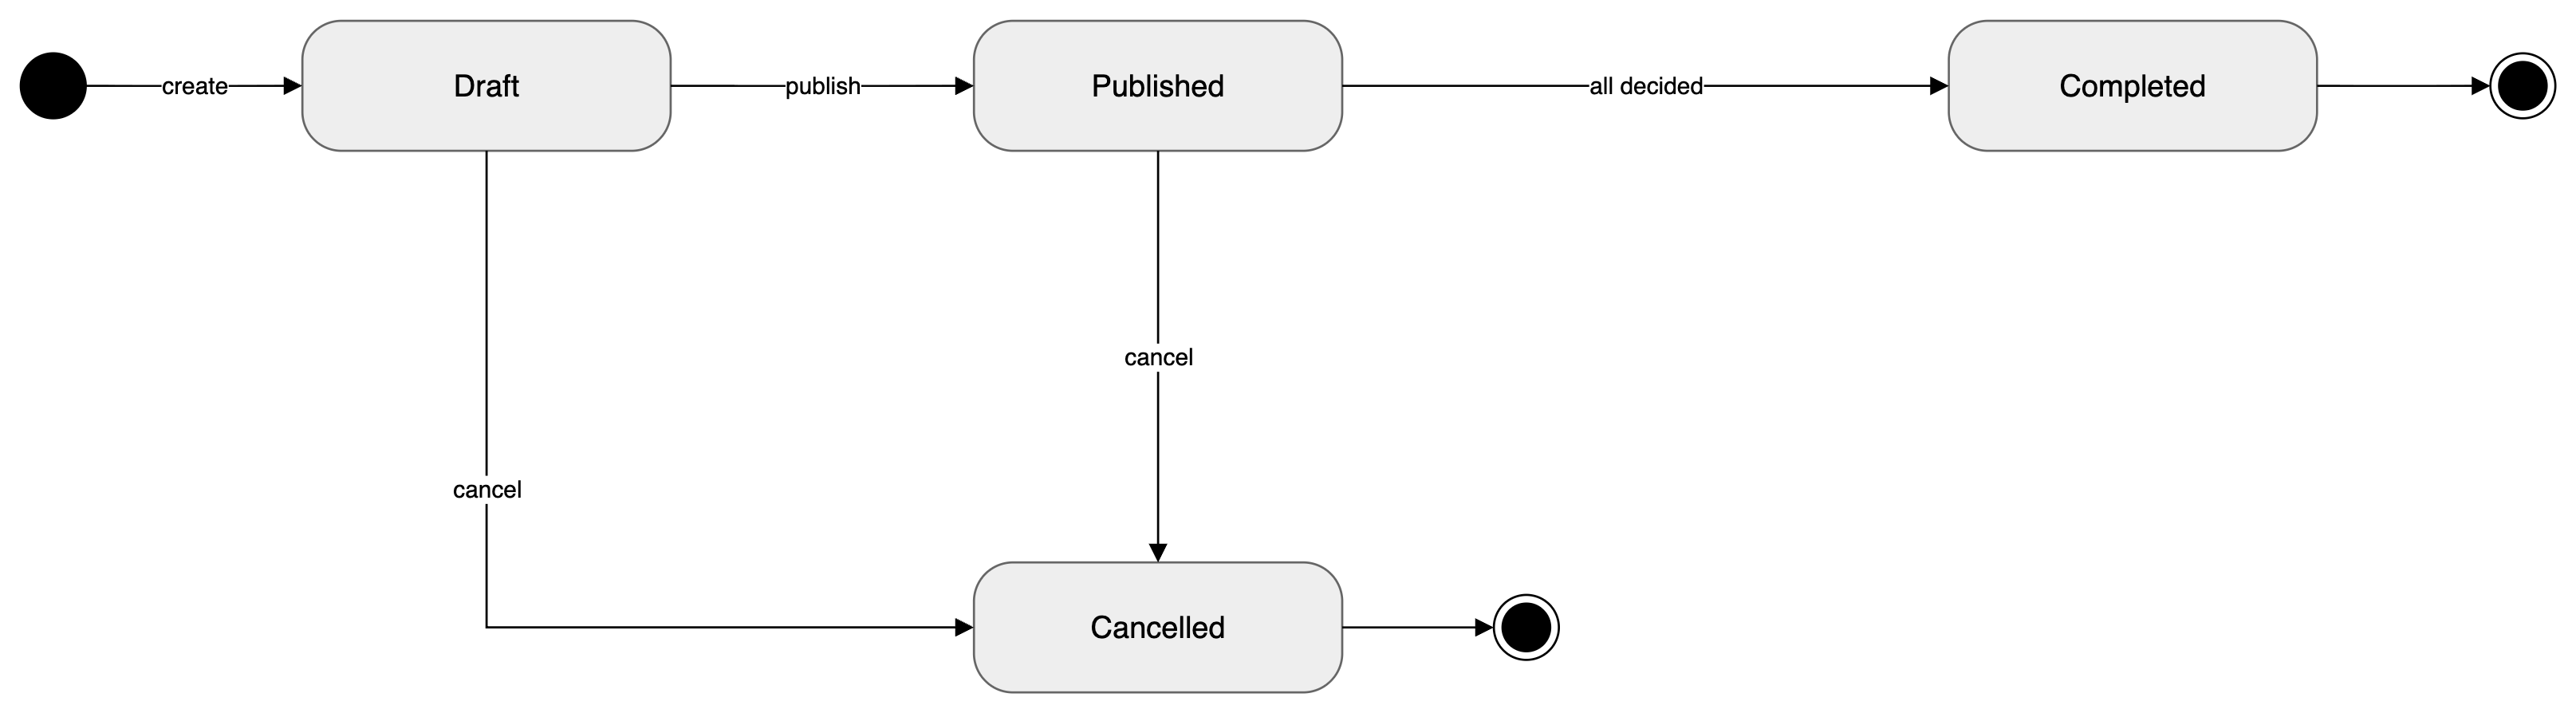 create
Draft
publish
Published
all decided
Completed
cancel
cancel
Cancelled